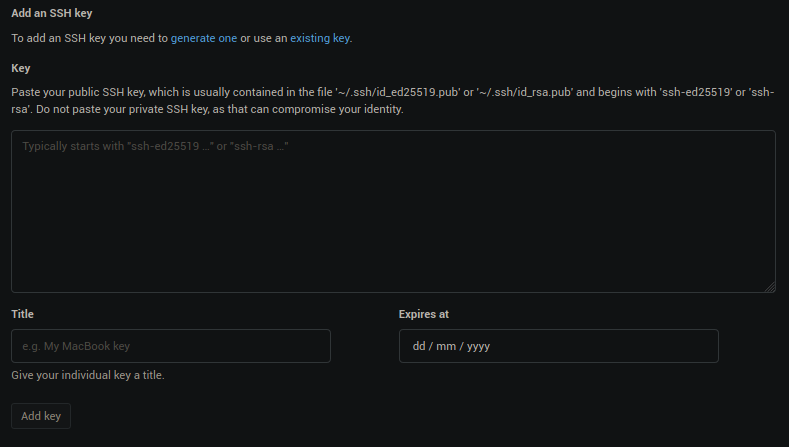 Add an SSH key
To add an SSH key you need to generate one or use an existing key.
Key
Paste your public SSH key, which is usually contained in the file '~/.ssh/id_ed25519.pub' or '~/.ssh/id_rsa.pub' and begins with 'ssh-ed25519' or 'ssh-
rsa'. Do not paste your private SSH key, as that can compromise your identity.
Typically starts with "ssh-ed25519 …" or "ssh-rsa …"
Title
Expires at
e.g. My MacBook key
dd / mm / yyyy
Give your individual key a title.
Add key